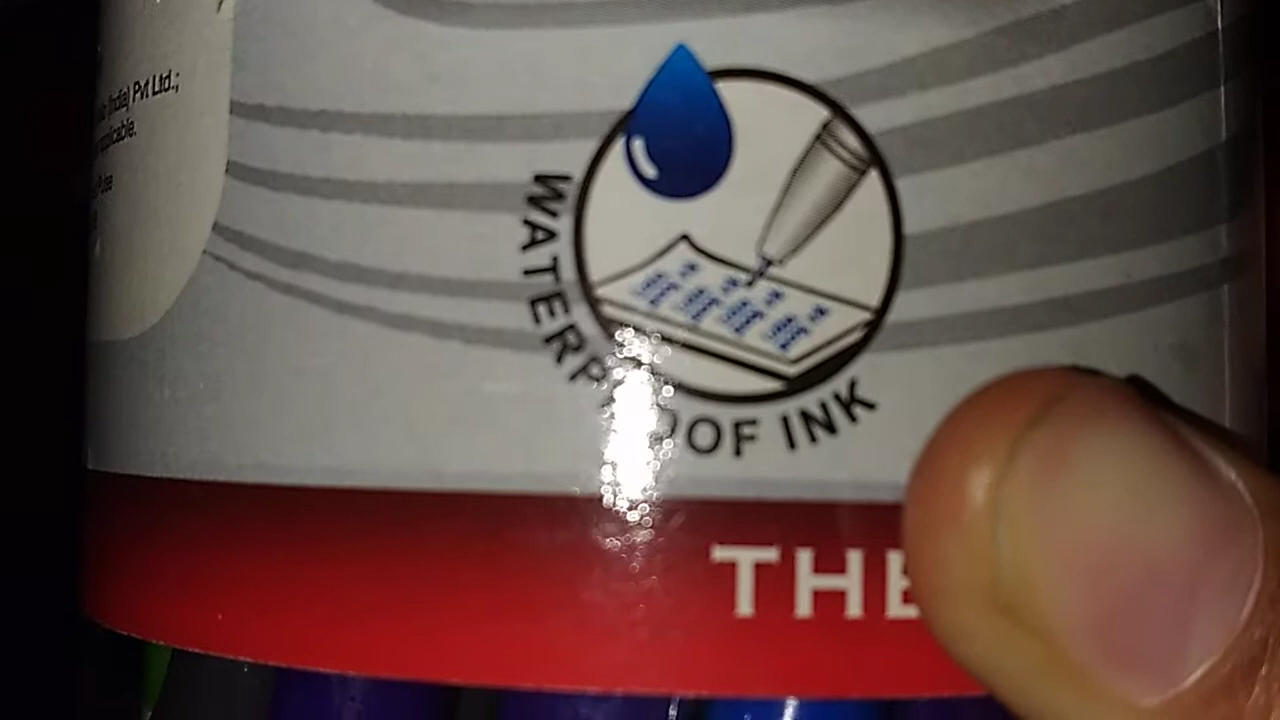 (India) Pvt Ltd.;
WATERPROOF INK
THE